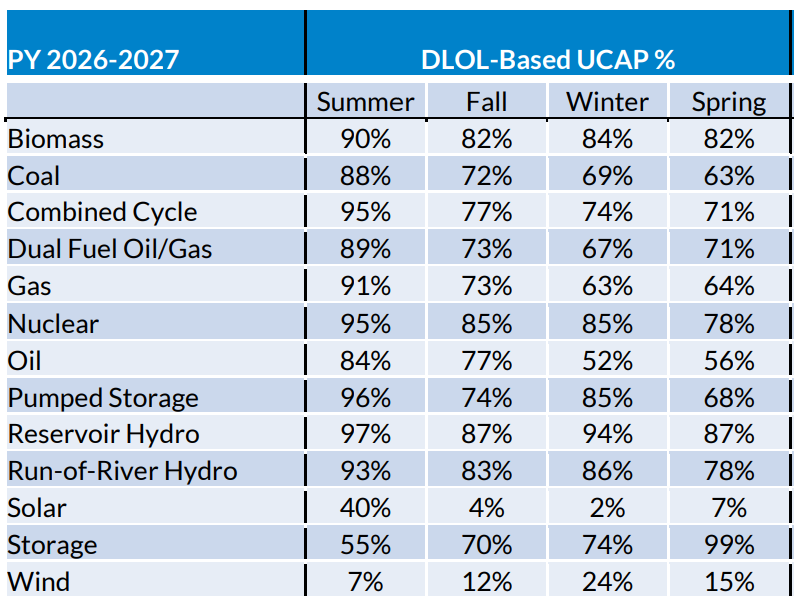 PY 2026-2027 DLOL-Based UCAP %
Summer Fall Winter Spring
Biomass 90% 82% 84% 82%
Coal 88% 72% 69% 63%
Combined Cycle 95% 77% 74% 71%
Dual Fuel Oil/Gas 89% 73% 67% 71%
Gas 91% 73% 63% 64%
Nuclear 95% 85% 85% 78%
Oil 84% 77% 52% 56%
Pumped Storage 96% 74% 85% 68%
Reservoir Hydro 97% 87% 94% 87%
Run-of-River Hydro 93% 83% 86% 78%
Solar 40% 4% 2% 7%
Storage 55% 70% 74% 99%
Wind 7% 12% 24% 15%